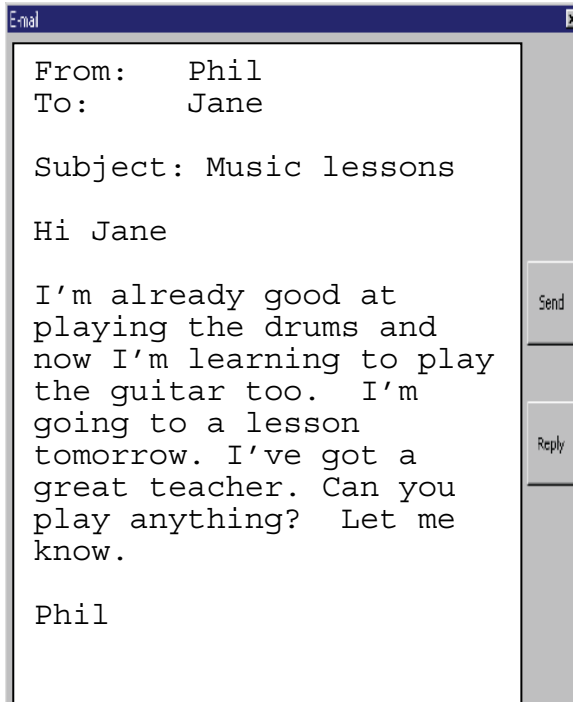 E-mail
From: Phil
To: Jane
Subject: Music lessons
Hi Jane
I'm already good at
playing the drums and
now I'm learning to play
the guitar too. I'm
going to a lesson
tomorrow. I've got a
great teacher. Can you
play anything? Let me
know.
Phil
Send
Reply